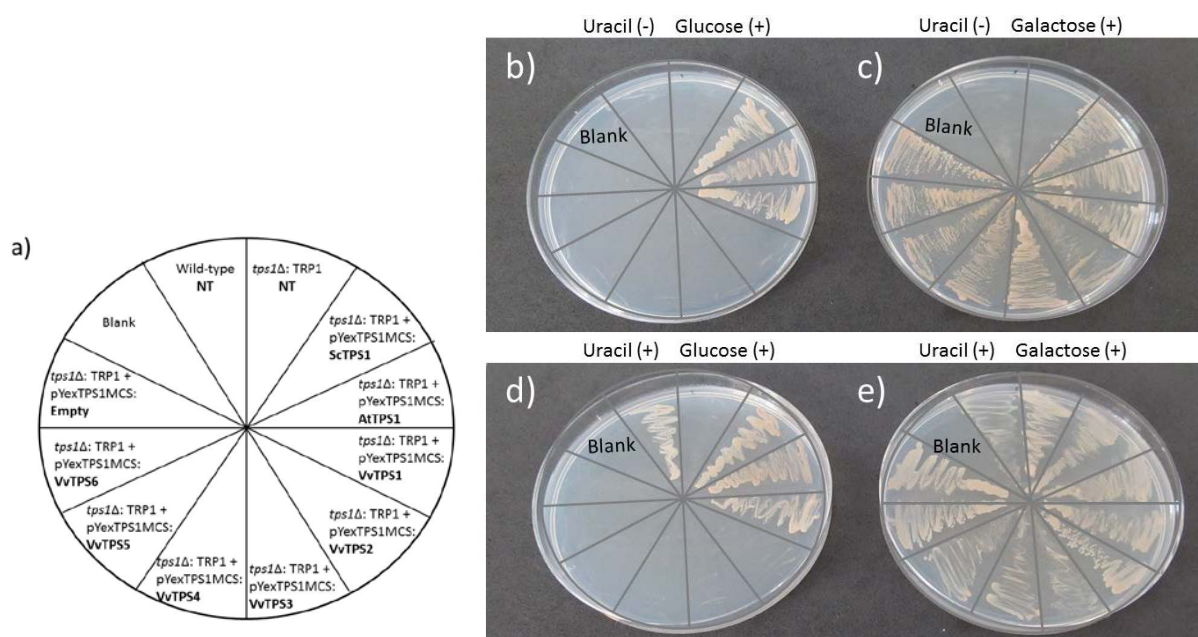 a)
Wild-type
NT
tps1Δ: TRP1
NT
tps1Δ: TRP1 +
pYexTPS1MCS:
ScTPS1
tps1Δ: TRP1 +
pYexTPS1MCS:
AtTPS1
tps1Δ: TRP1 +
pYexTPS1MCS:
VvTPS1
tps1Δ: TRP1 +
pYexTPS1MCS:
VvTPS2
tps1Δ: TRP1 +
pYexTPS1MCS:
VvTPS3
tps1Δ: TRP1 +
pYexTPS1MCS:
VvTPS4
tps1Δ: TRP1 +
pYexTPS1MCS:
VvTPS5
tps1Δ: TRP1 +
pYexTPS1MCS:
VvTPS6
tps1Δ: TRP1 +
pYexTPS1MCS:
Empty
Blank
Uracil (-) Glucose (+)
b)
Blank
Uracil (-) Galactose (+)
c)
Blank
Uracil (+) Glucose (+)
d)
Blank
Uracil (+) Galactose (+)
e)
Blank